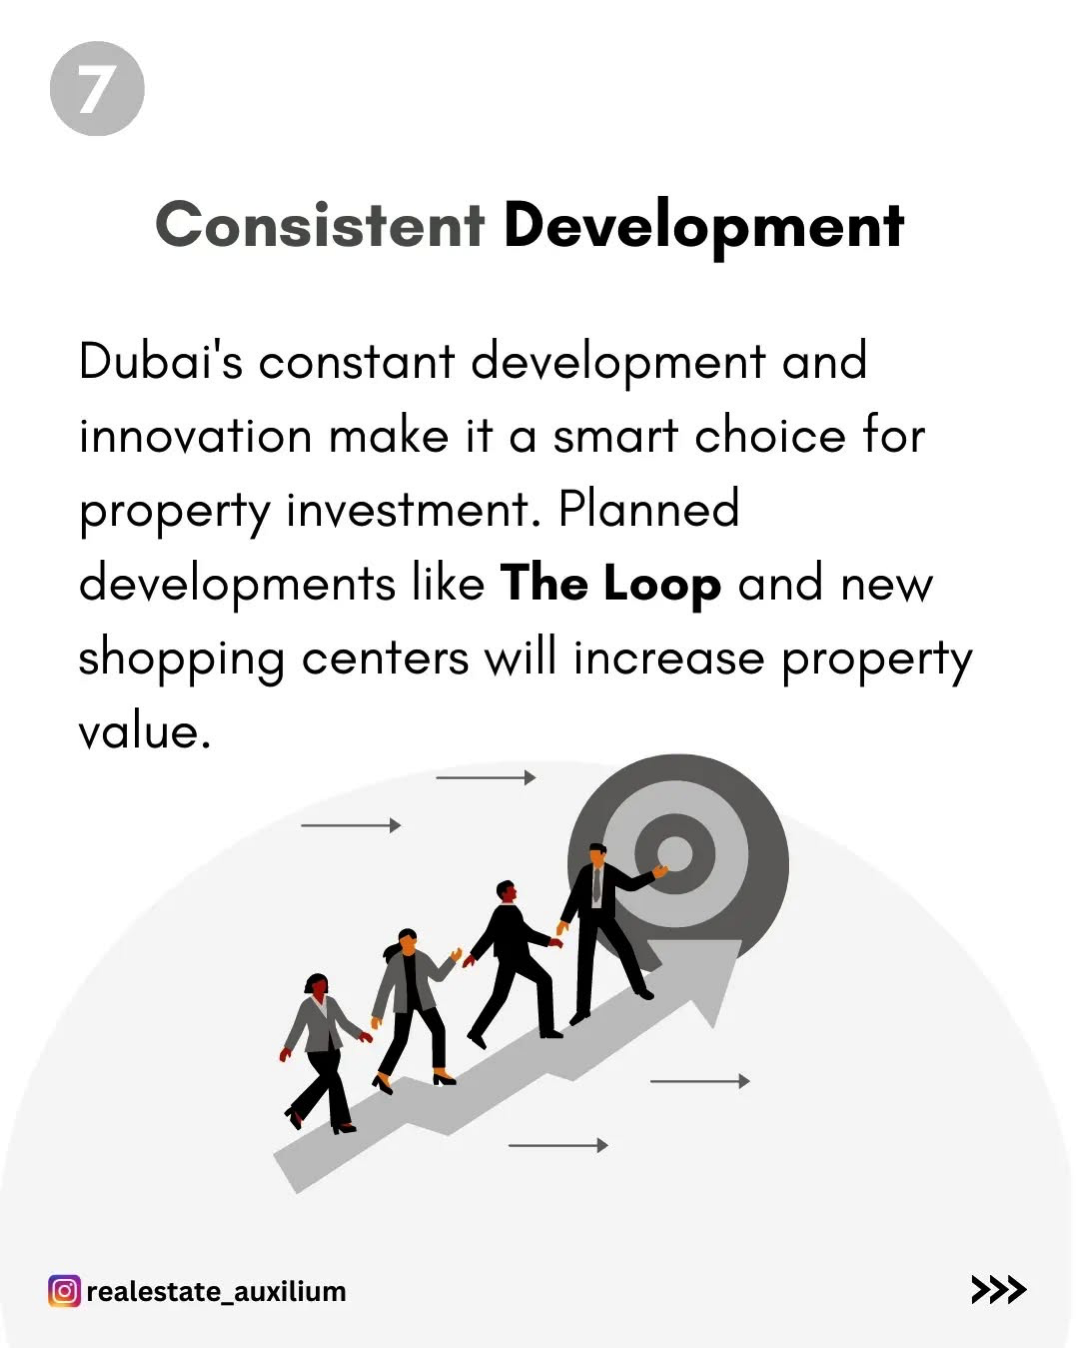 7
Consistent Development
Dubai's constant development and
innovation make it a smart choice for
property investment. Planned
developments like The Loop and new
shopping centers will increase property
value.
realestate_auxilium